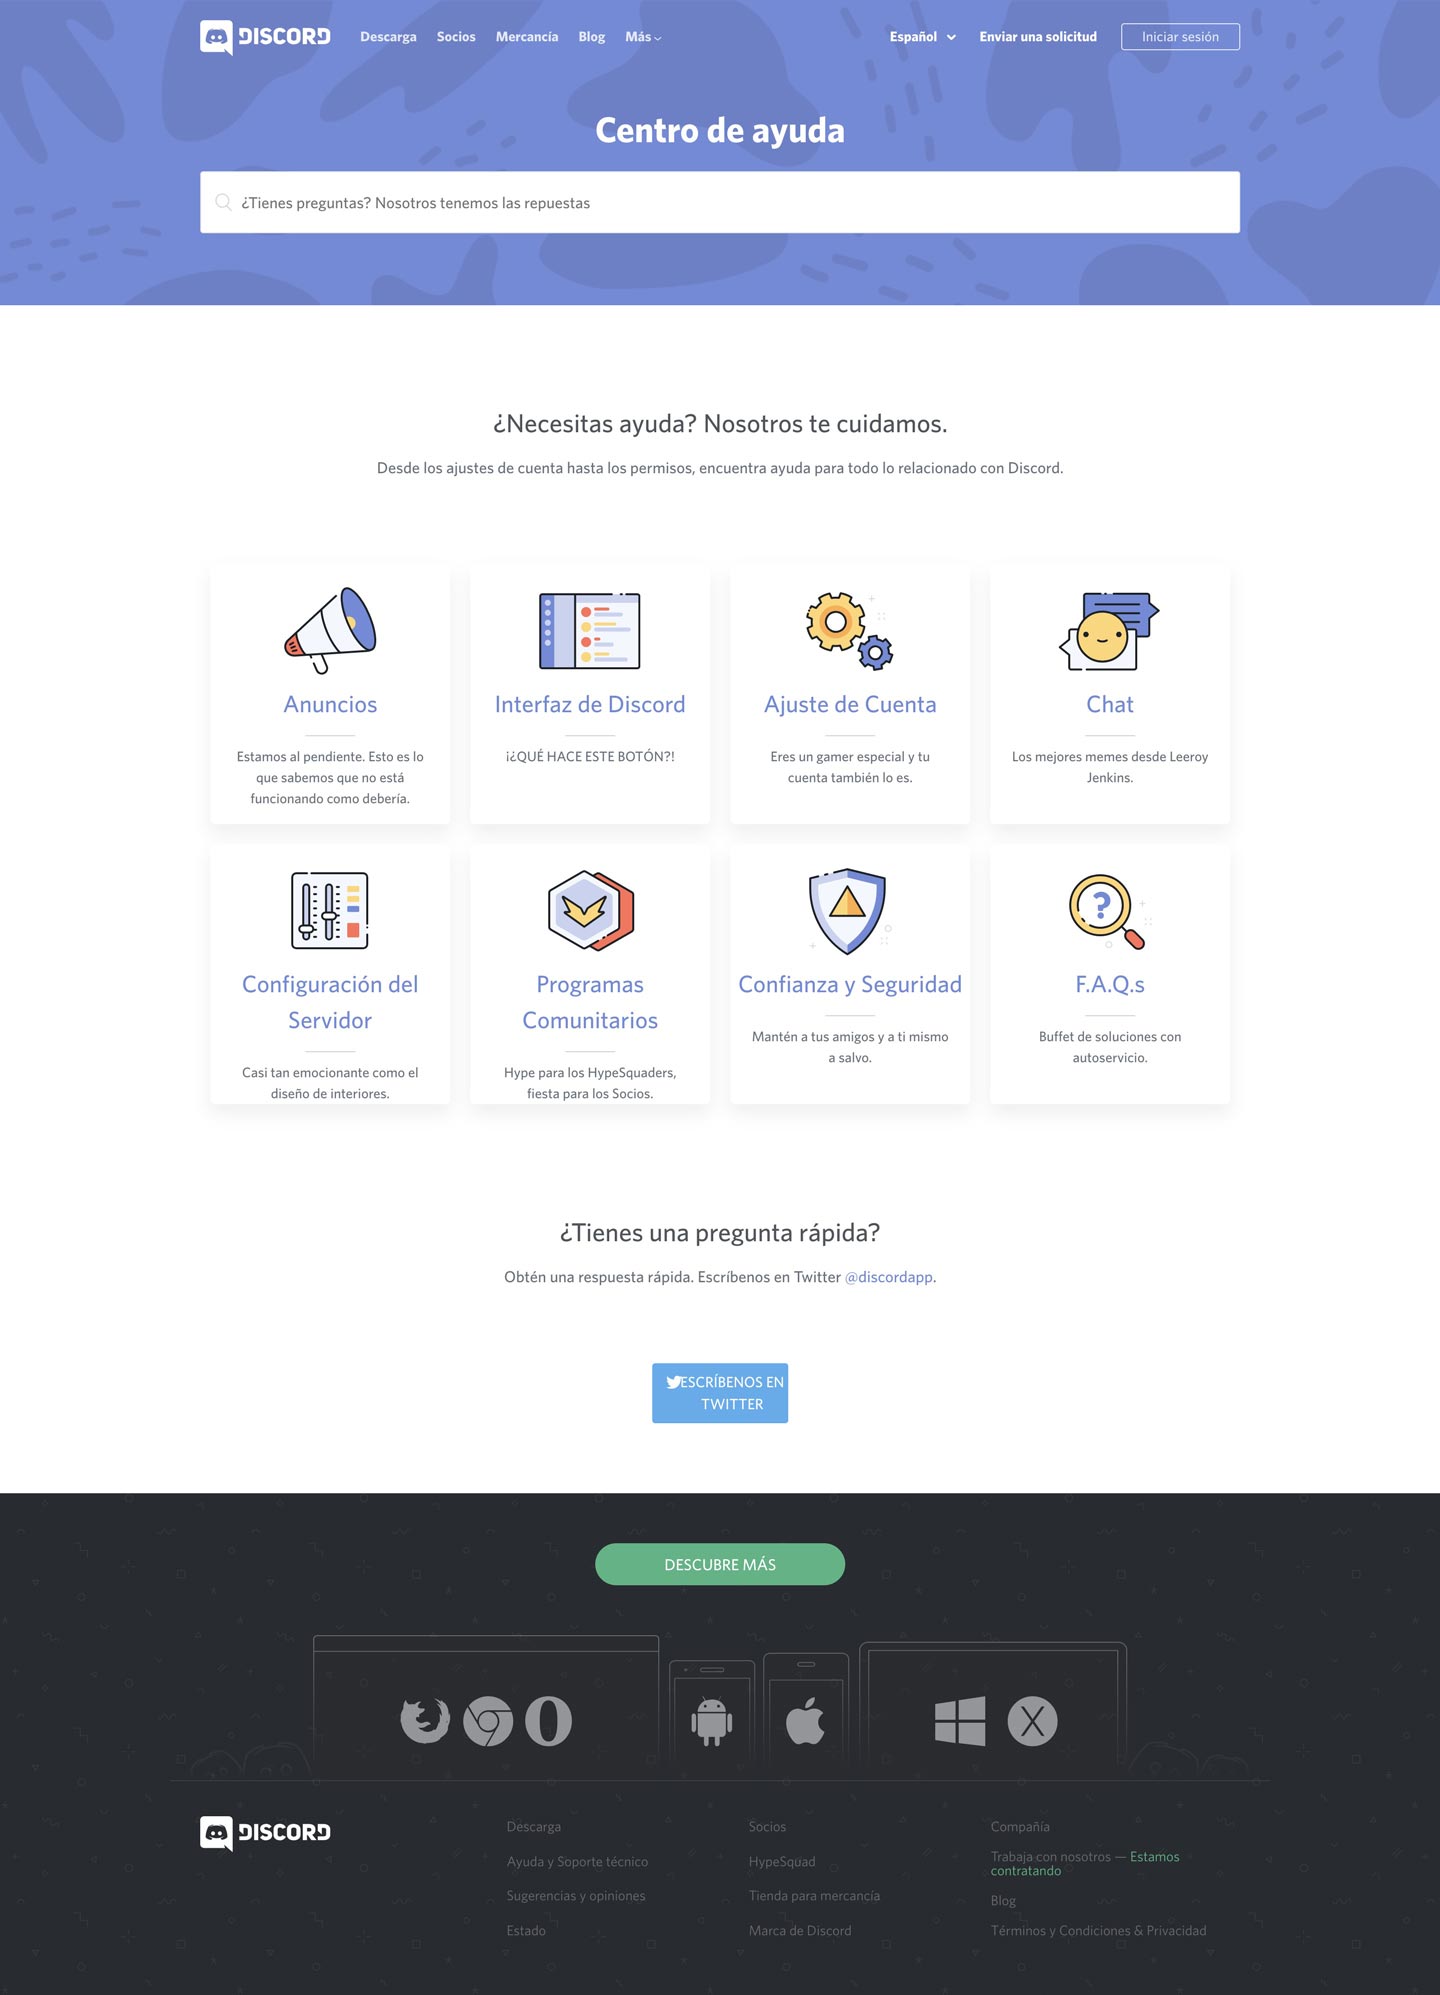 DISCORD
Descarga
Socios
Mercancía
Blog
Más
Español
Enviar una solicitud
Iniciar sesión
Centro de ayuda
¿Tienes preguntas? Nosotros tenemos las repuestas
¿Necesitas ayuda? Nosotros te cuidamos.
Desde los ajustes de cuenta hasta los permisos, encuentra ayuda para todo lo relacionado con Discord.
Anuncios
Estamos al pendiente. Esto es lo
que sabemos que no está
funcionando como debería.
Interfaz de Discord
¡¿QUÉ HACE ESTE BOTÓN?!
Ajuste de Cuenta
Eres un gamer especial y tu
cuenta también lo es.
Chat
Los mejores memes desde Leeroy
Jenkins.
?
Configuración del
Servidor
Casi tan emocionante como el
diseño de interiores.
Programas
Comunitarios
Hype para los HypeSquaders,
fiesta para los Socios.
Confianza y Seguridad
Mantén a tus amigos y a ti mismo
a salvo.
F.A.Q.s
Buffet de soluciones con
autoservicio.
¿Tienes una pregunta rápida?
Obtén una respuesta rápida. Escríbenos en Twitter @discordapp.
ESCRÍBENOS EN
TWITTER
DESCUBRE MÁS
X
DISCORD
Descarga
Ayuda y Soporte técnico
Sugerencias y opiniones
Estado
Socios
HypeSquad
Tienda para mercancía
Marca de Discord
Compañía
Trabaja con nosotros — Estamos
contratando
Blog
Términos y Condiciones & Privacidad